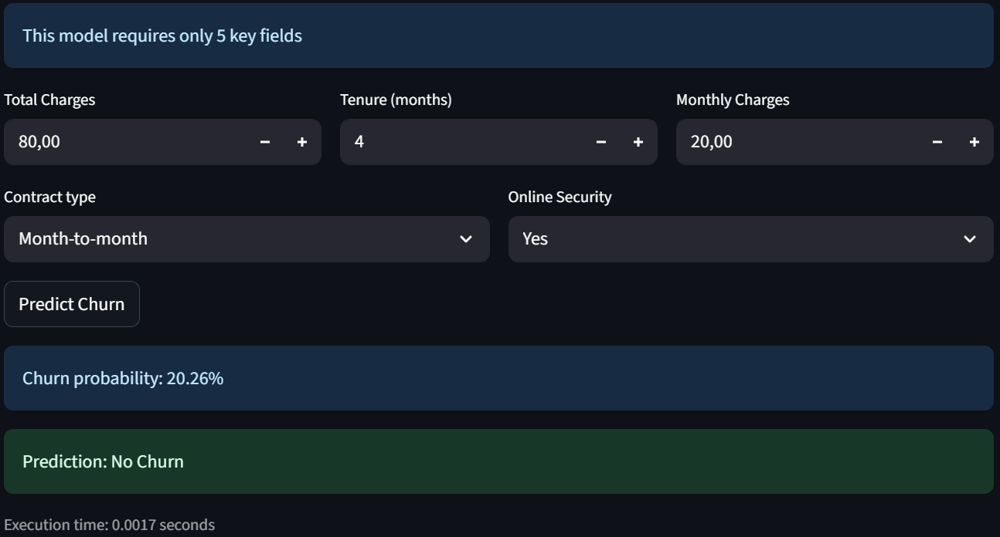 This model requires only 5 key fields
Total Charges
Tenure (months)
Monthly Charges
80,00
4
20,00
Contract type
Online Security
Month-to-month
Yes
Predict Churn
Churn probability: 20.26%
Prediction: No Churn
Execution time: 0.0017 seconds